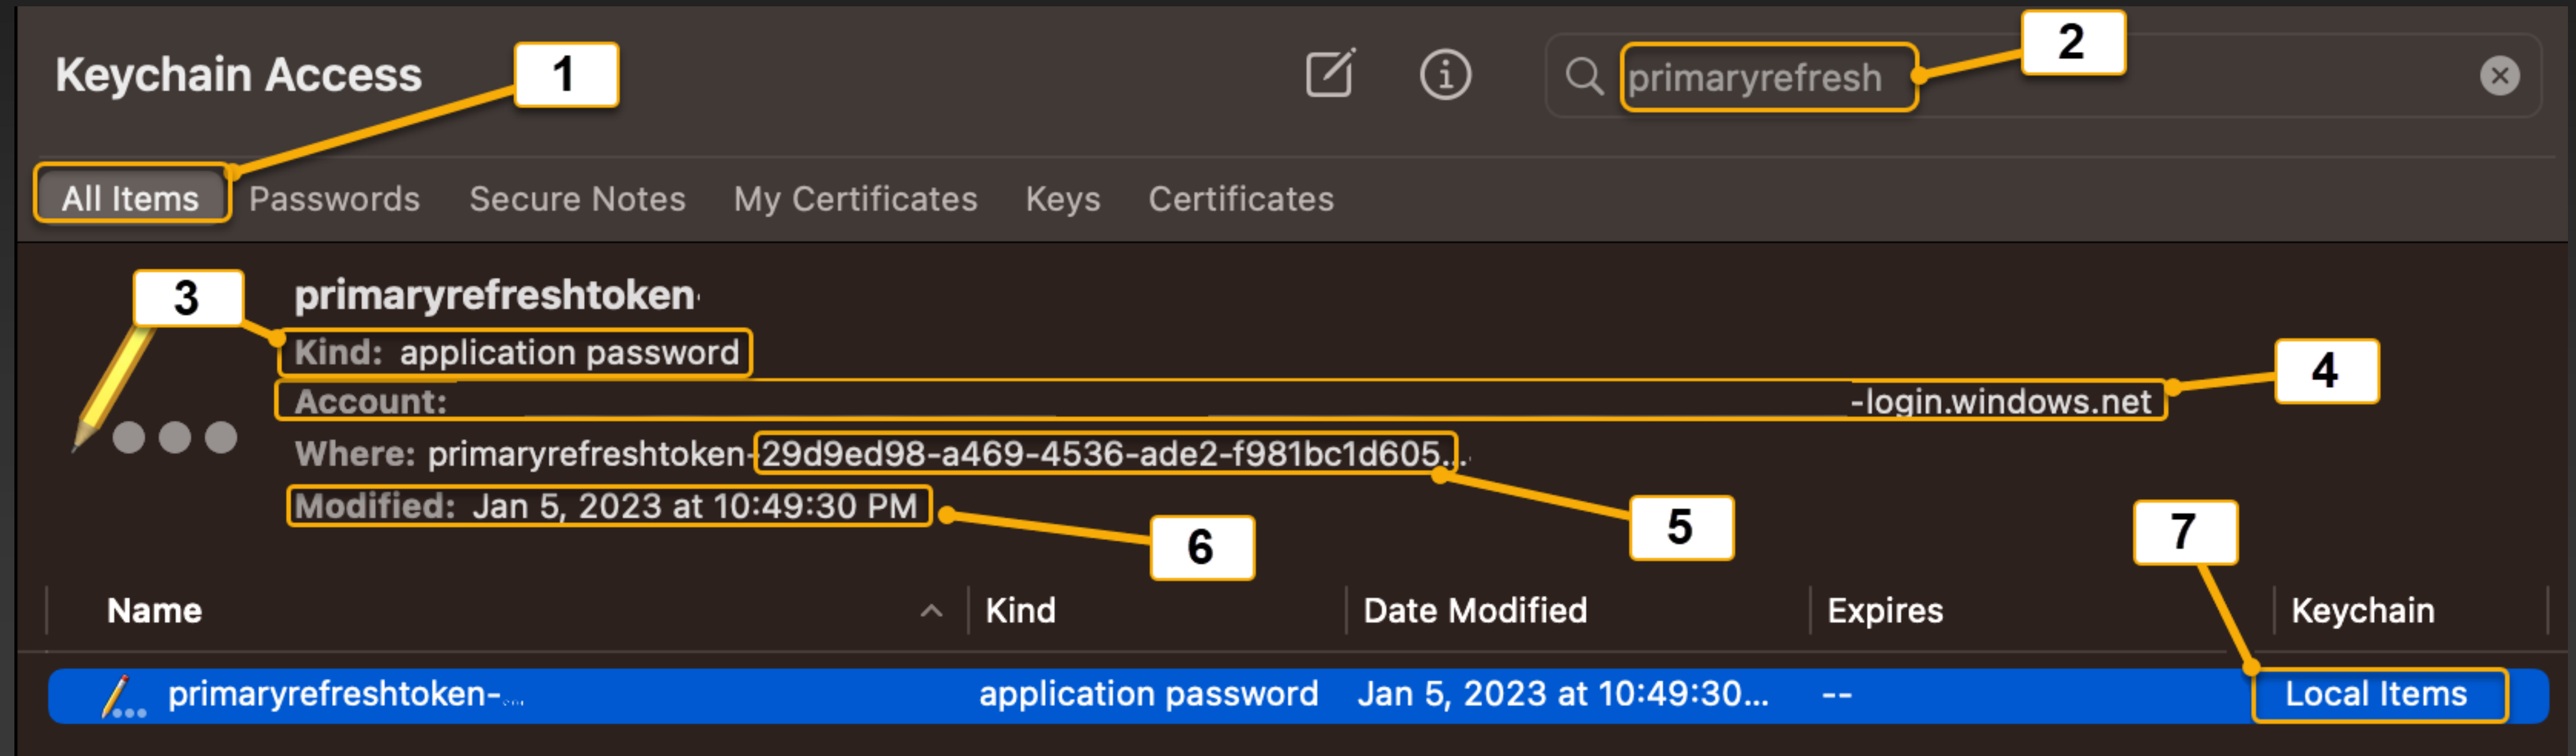 Keychain Access
1
primaryrefresh
2
All Items Passwords Secure Notes My Certificates Keys Certificates
3
primaryrefreshtoken
Kind: application password
4
Account: -login.windows.net
Where: primaryrefreshtoken-29d9ed98-a469-4536-ade2-f981bc1d605...
5
Modified: Jan 5, 2023 at 10:49:30 PM
6
7
Name Kind Date Modified Expires Keychain
primaryrefreshtoken-... application password Jan 5, 2023 at 10:49:30... -- Local Items